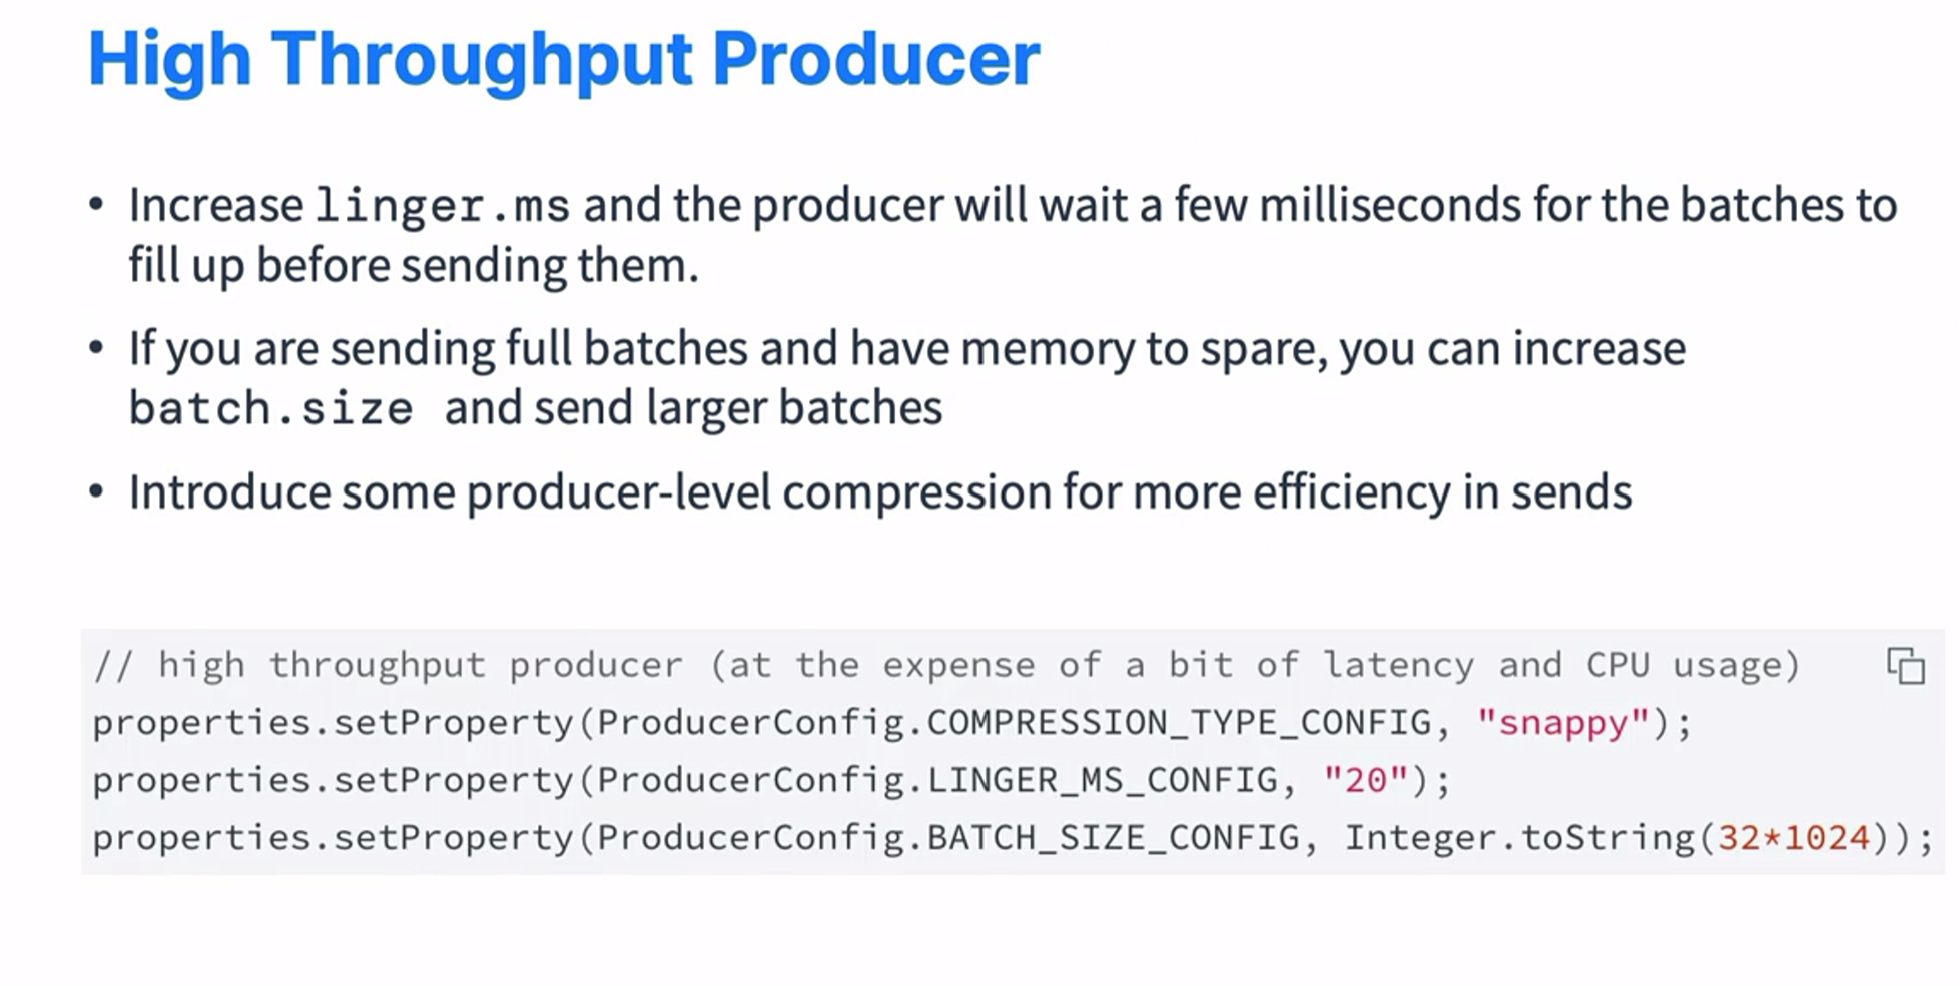 High Throughput Producer
• Increase linger.ms and the producer will wait a few milliseconds for the batches to
fill up before sending them.
• If you are sending full batches and have memory to spare, you can increase
batch.size and send larger batches
• Introduce some producer-level compression for more efficiency in sends
// high throughput producer (at the expense of a bit of latency and CPU usage)
properties.setProperty(ProducerConfig.COMPRESSION_TYPE_CONFIG, "snappy");
properties.setProperty(ProducerConfig.LINGER_MS_CONFIG, "20");
properties.setProperty(ProducerConfig.BATCH_SIZE_CONFIG, Integer.toString(32*1024));